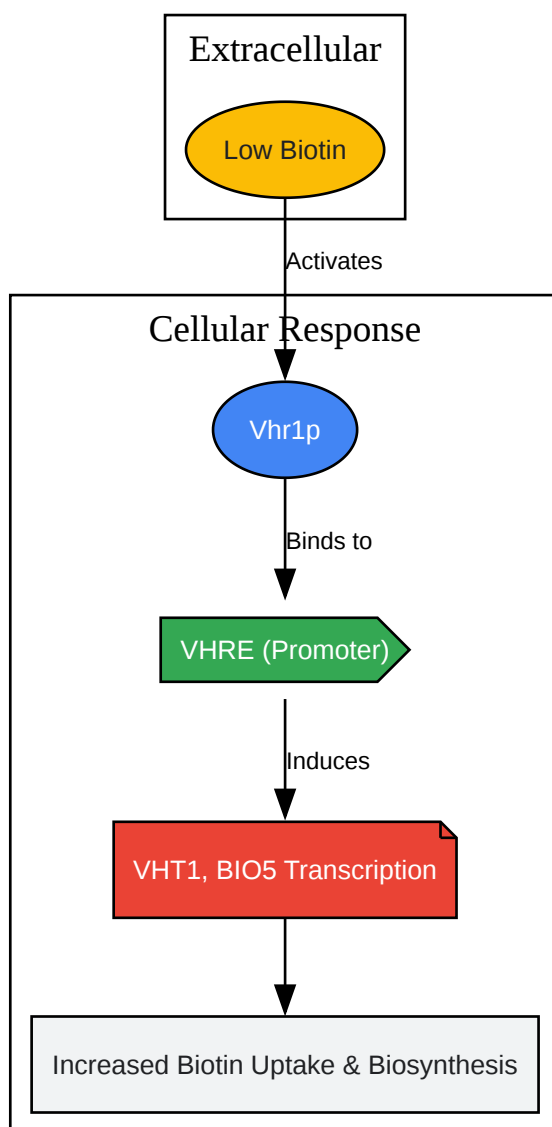 Extracellular
Low Biotin
Activates
Cellular Response
Vhr1p
Binds to
VHRE (Promoter)
Induces
VHT1, BIO5 Transcription
Increased Biotin Uptake & Biosynthesis